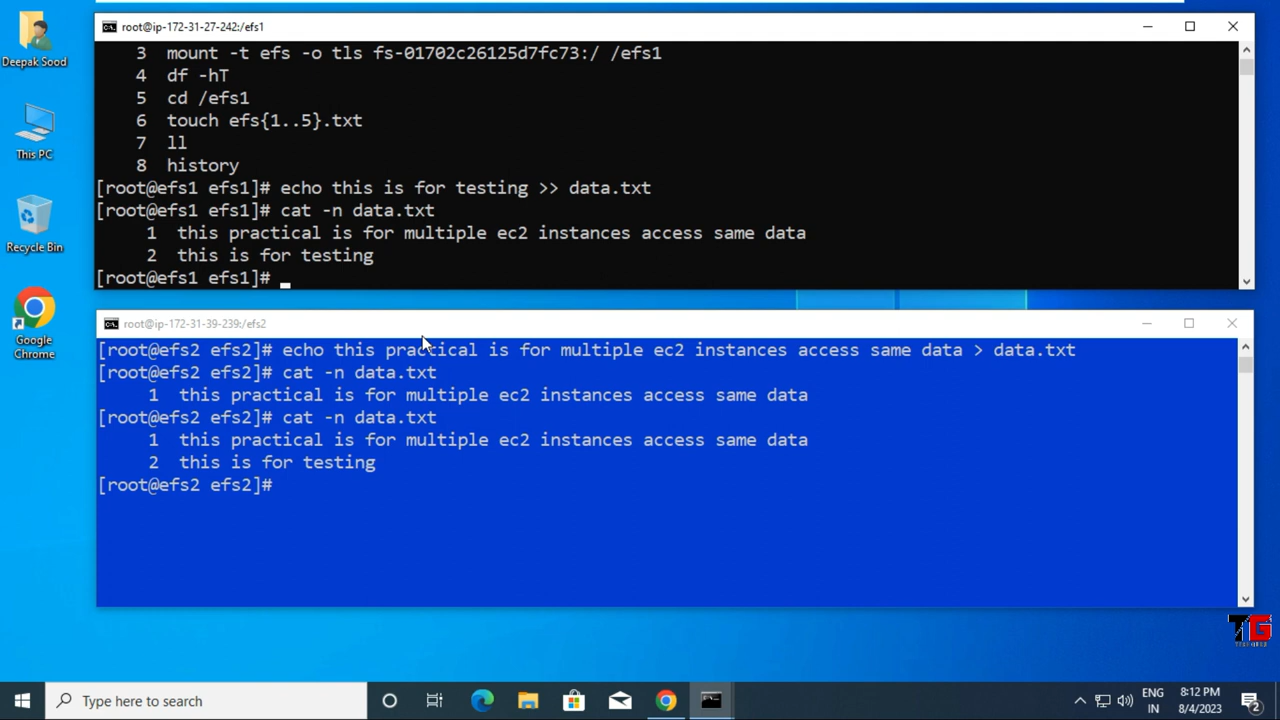 Deepak Sood
This PC
Recycle Bin
Google
Chrome
root@ip-172-31-27-242:/efs1
3 mount -t efs -o tls fs-01702c26125d7fc73:/ /efs1
4 df -hT
5 cd /efs1
6 touch efs{1..5}.txt
7 ll
8 history
[root@efs1 efs1]# echo this is for testing >> data.txt
[root@efs1 efs1]# cat -n data.txt
1 this practical is for multiple ec2 instances access same data
2 this is for testing
[root@efs1 efs1]#
root@ip-172-31-39-239:/efs2
[root@efs2 efs2]# echo this practical is for multiple ec2 instances access same data > data.txt
[root@efs2 efs2]# cat -n data.txt
1 this practical is for multiple ec2 instances access same data
[root@efs2 efs2]# cat -n data.txt
1 this practical is for multiple ec2 instances access same data
2 this is for testing
[root@efs2 efs2]#
TG
Type here to search
ENG
IN
8:12 PM
8/4/2023
2